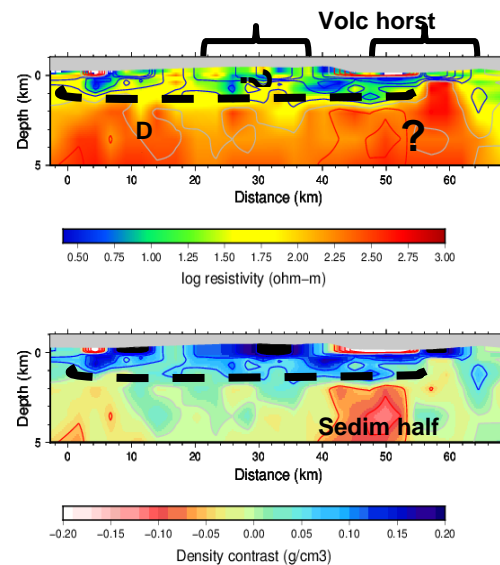 Volc horst
Depth (km)
0
5
?
D
?
0 10 20 30 40 50 60
Distance (km)
0.50 0.75 1.00 1.25 1.50 1.75 2.00 2.25 2.50 2.75 3.00
log resistivity (ohm−m)
Depth (km)
0
5
Sedim half
0 10 20 30 40 50 60
Distance (km)
−0.20 −0.15 −0.10 −0.05 0.00 0.05 0.10 0.15 0.20
Density contrast (g/cm3)